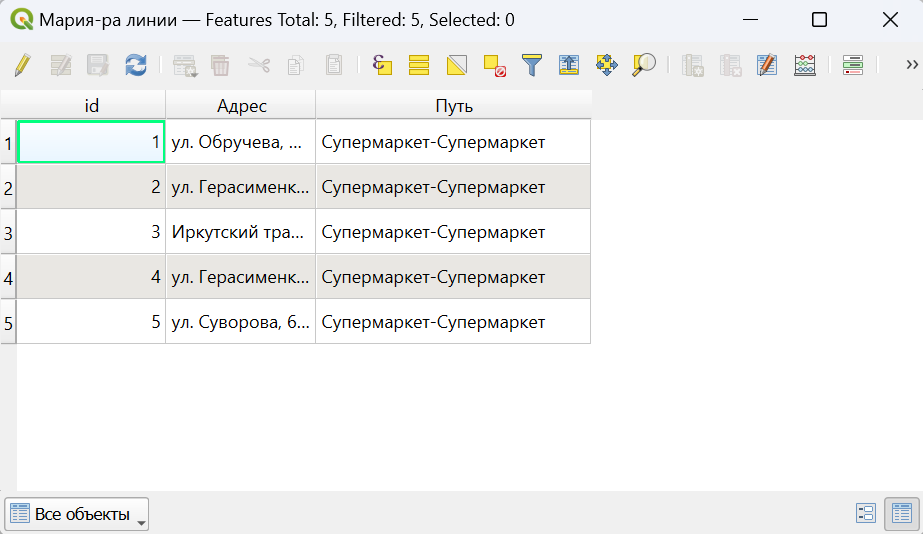 Мария-ра линии — Features Total: 5, Filtered: 5, Selected: 0
id Адрес Путь
1 1 ул. Обручева, ... Супермаркет-Супермаркет
2 2 ул. Герасименк... Супермаркет-Супермаркет
3 3 Иркутский тра... Супермаркет-Супермаркет
4 4 ул. Герасименк... Супермаркет-Супермаркет
5 5 ул. Суворова, 6... Супермаркет-Супермаркет
Все объекты